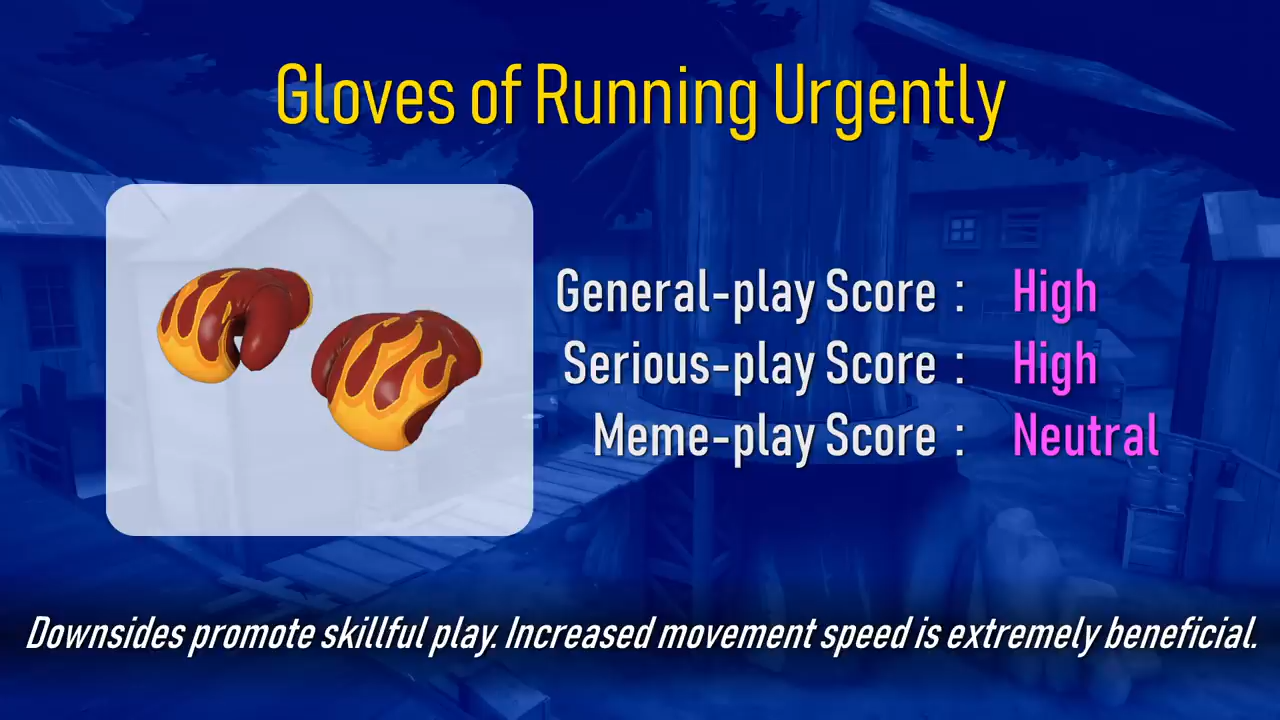 Gloves of Running Urgently
General-play Score : High
Serious-play Score : High
Meme-play Score : Neutral
Downsides promote skillful play. Increased movement speed is extremely beneficial.